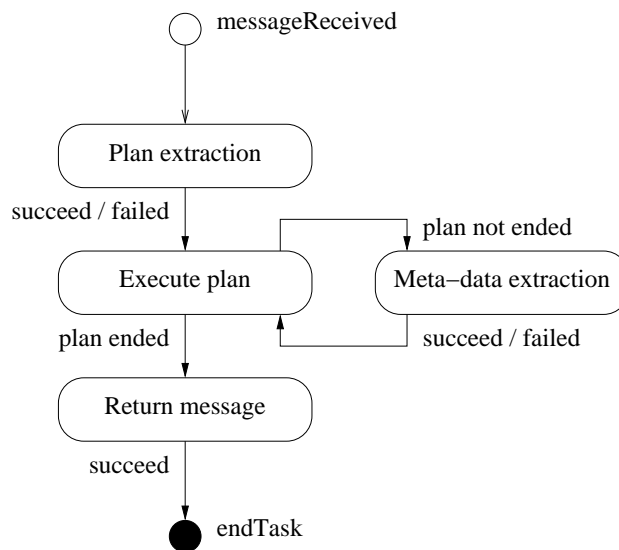 messageReceived
Plan extraction
succeed / failed
plan not ended
Execute plan
Meta−data extraction
plan ended
succeed / failed
Return message
succeed
endTask